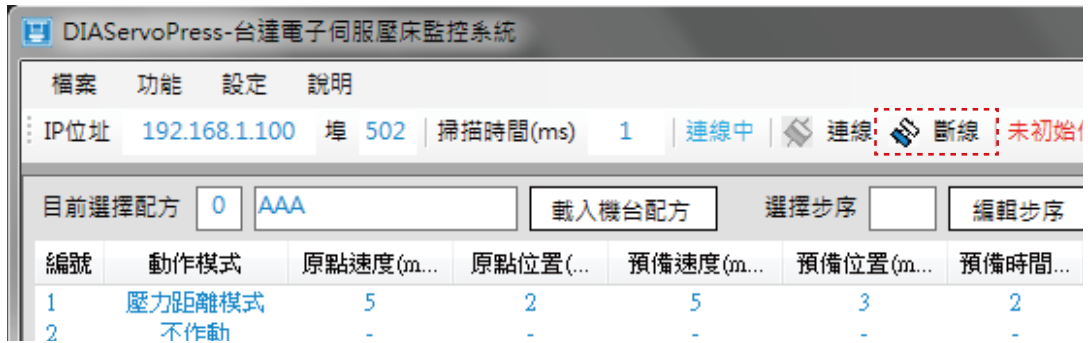 DIAServoPress-台達電子伺服壓床監控系統
檔案 功能 設定 說明
IP位址 192.168.1.100 埠 502 掃描時間(ms) 1 連線中 連線 斷線 未初始
目前選擇配方 0 AAA 載入機台配方 選擇步序 編輯步序
編號 動作模式 原點速度(m... 原點位置(... 預備速度(m... 預備位置(m... 預備時間...
1 壓力距離模式 5 2 5 3 2
2 不作動 - - - - -